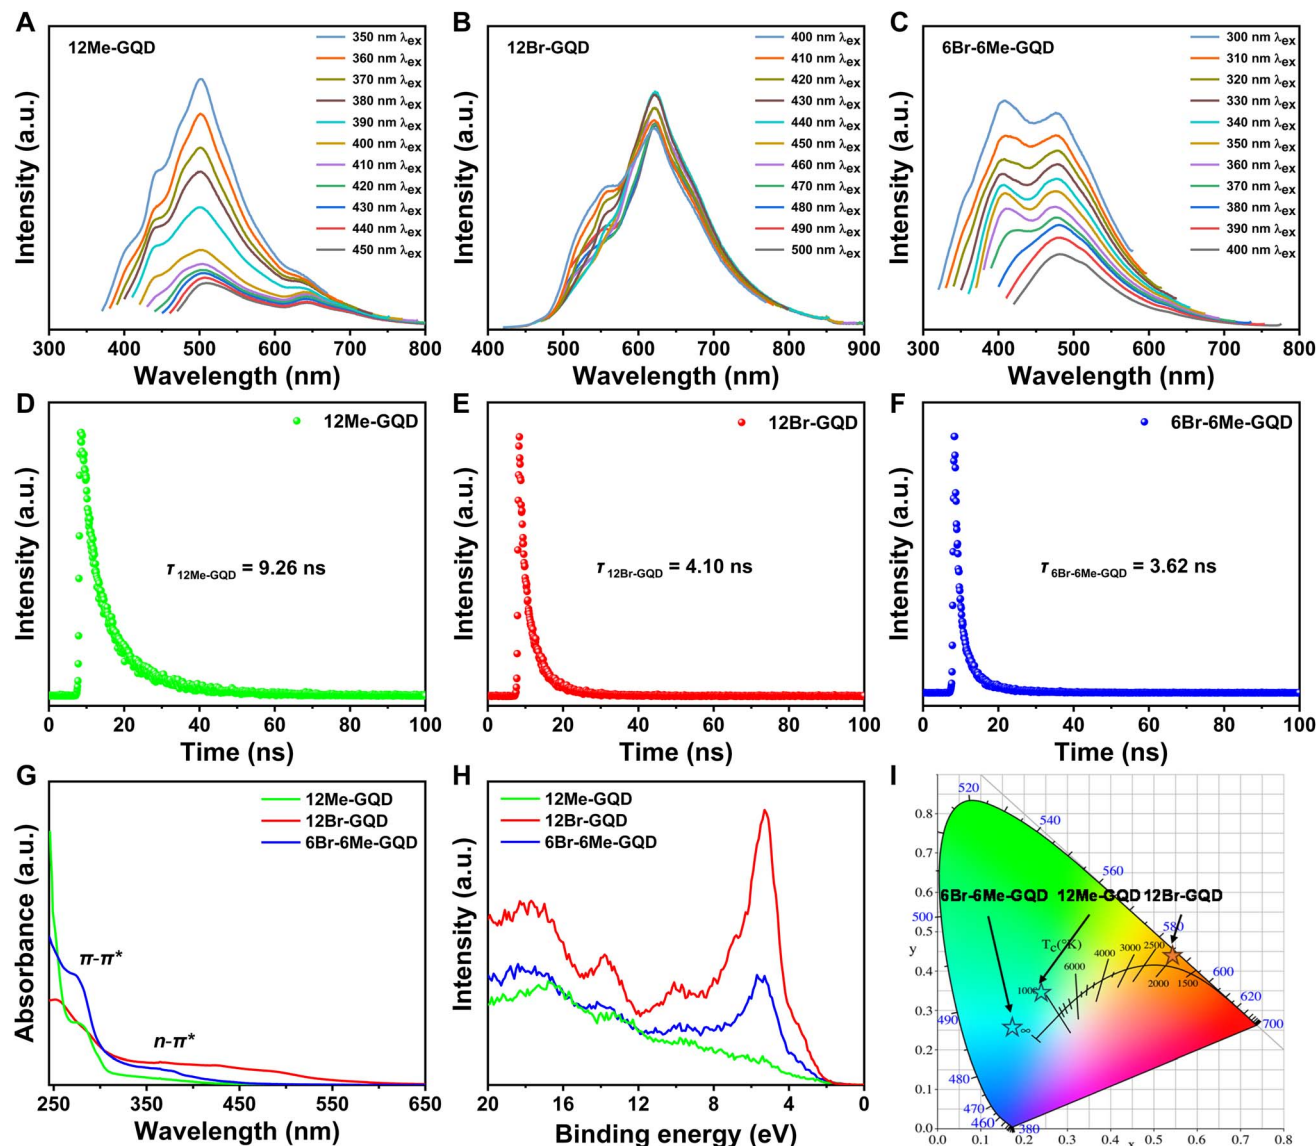 A
12Me-GQD
350 nm λex
360 nm λex
370 nm λex
380 nm λex
390 nm λex
400 nm λex
410 nm λex
420 nm λex
430 nm λex
440 nm λex
450 nm λex
Intensity (a.u.)
300 400 500 600 700 800
Wavelength (nm)
B
12Br-GQD
400 nm λex
410 nm λex
420 nm λex
430 nm λex
440 nm λex
450 nm λex
460 nm λex
470 nm λex
480 nm λex
490 nm λex
500 nm λex
Intensity (a.u.)
400 500 600 700 800 900
Wavelength (nm)
C
6Br-6Me-GQD
300 nm λex
310 nm λex
320 nm λex
330 nm λex
340 nm λex
350 nm λex
360 nm λex
370 nm λex
380 nm λex
390 nm λex
400 nm λex
Intensity (a.u.)
300 400 500 600 700 800
Wavelength (nm)
D
12Me-GQD
τ12Me-GQD = 9.26 ns
Intensity (a.u.)
0 20 40 60 80 100
Time (ns)
E
12Br-GQD
τ12Br-GQD = 4.10 ns
Intensity (a.u.)
0 20 40 60 80 100
Time (ns)
F
6Br-6Me-GQD
τ6Br-6Me-GQD = 3.62 ns
Intensity (a.u.)
0 20 40 60 80 100
Time (ns)
G
12Me-GQD
12Br-GQD
6Br-6Me-GQD
π-π*
n-π*
Absorbance (a.u.)
250 350 450 550 650
Wavelength (nm)
H
12Me-GQD
12Br-GQD
6Br-6Me-GQD
Intensity (a.u.)
20 16 12 8 4 0
Binding energy (eV)
I
520
540
560
580
600
620
700
500
490
480
470
460
380
6Br-6Me-GQD 12Me-GQD 12Br-GQD
Tc(°K)
1000
6000
4000
3000
2500
2000
1500
∞
0.8
0.7
0.6
0.5
y
0.4
0.3
0.2
0.1
0.0
0.0 0.1 0.2 0.3 0.4 0.5 0.6 0.7 0.8
x